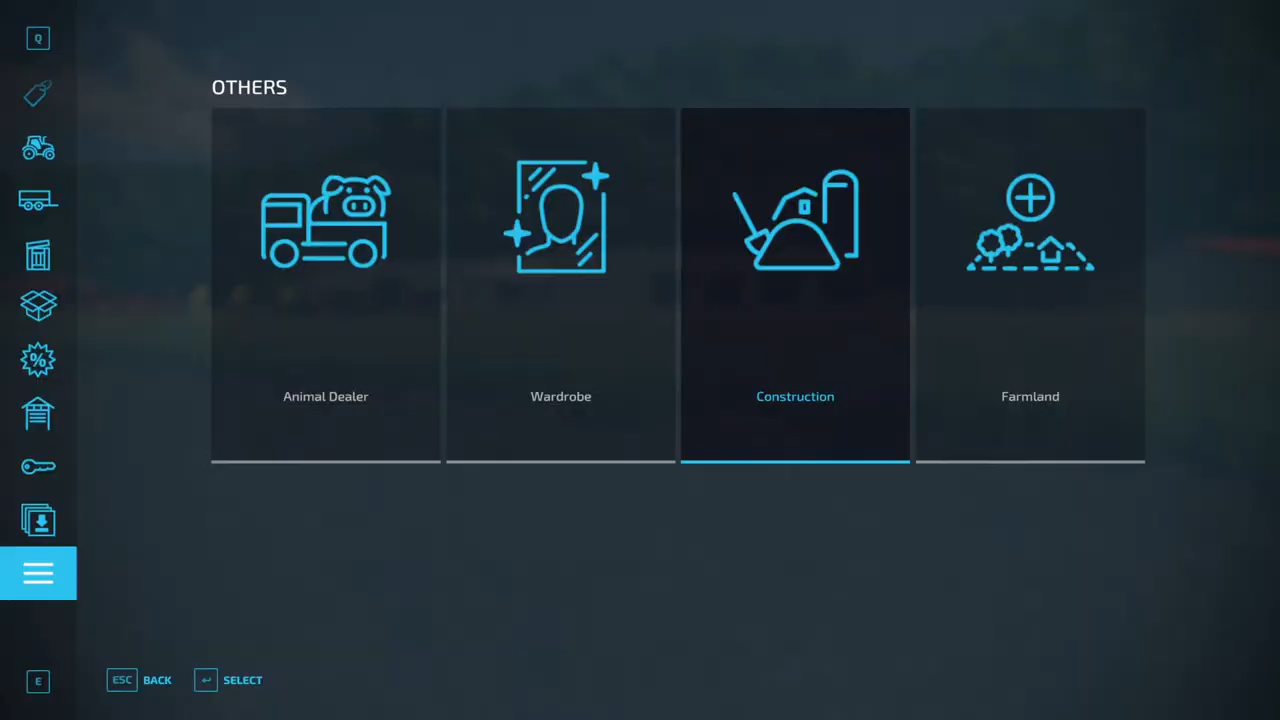 Q
OTHERS
%
Animal Dealer
Wardrobe
Construction
Farmland
E
ESC BACK
SELECT